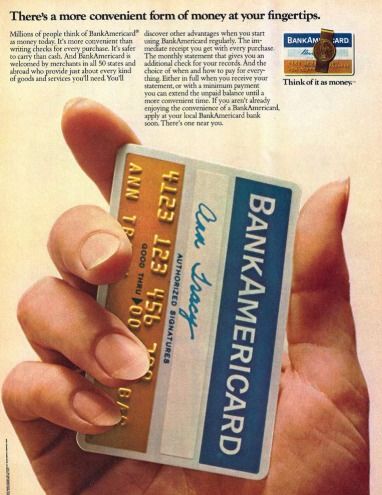 There's a more convenient form of money at your fingertips.
Millions of people think of BankAmericard®
as money today. It's more convenient than
writing checks for every purchase. It's safer
to carry than cash. And BankAmericard is
welcomed by merchants in all 50 states and
abroad who provide just about every kind
of goods and services you'll need. You'll
discover other advantages when you start
using BankAmericard regularly. The im-
mediate receipt you get with every purchase.
The monthly statement that gives you an
additional check for your records. And the
choice of when and how to pay for every-
thing. Either in full when you receive your
statement, or with a minimum payment
you can extend the unpaid balance until a
more convenient time. If you aren't already
enjoying the convenience of a BankAmericard,
apply at your local BankAmericard bank
soon. There's one near you.
Think of it as money.™
BANKAMERICARD
Ann Tracy
AUTHORIZED SIGNATURES
4123 123 456
GOOD THRU 00
ANN